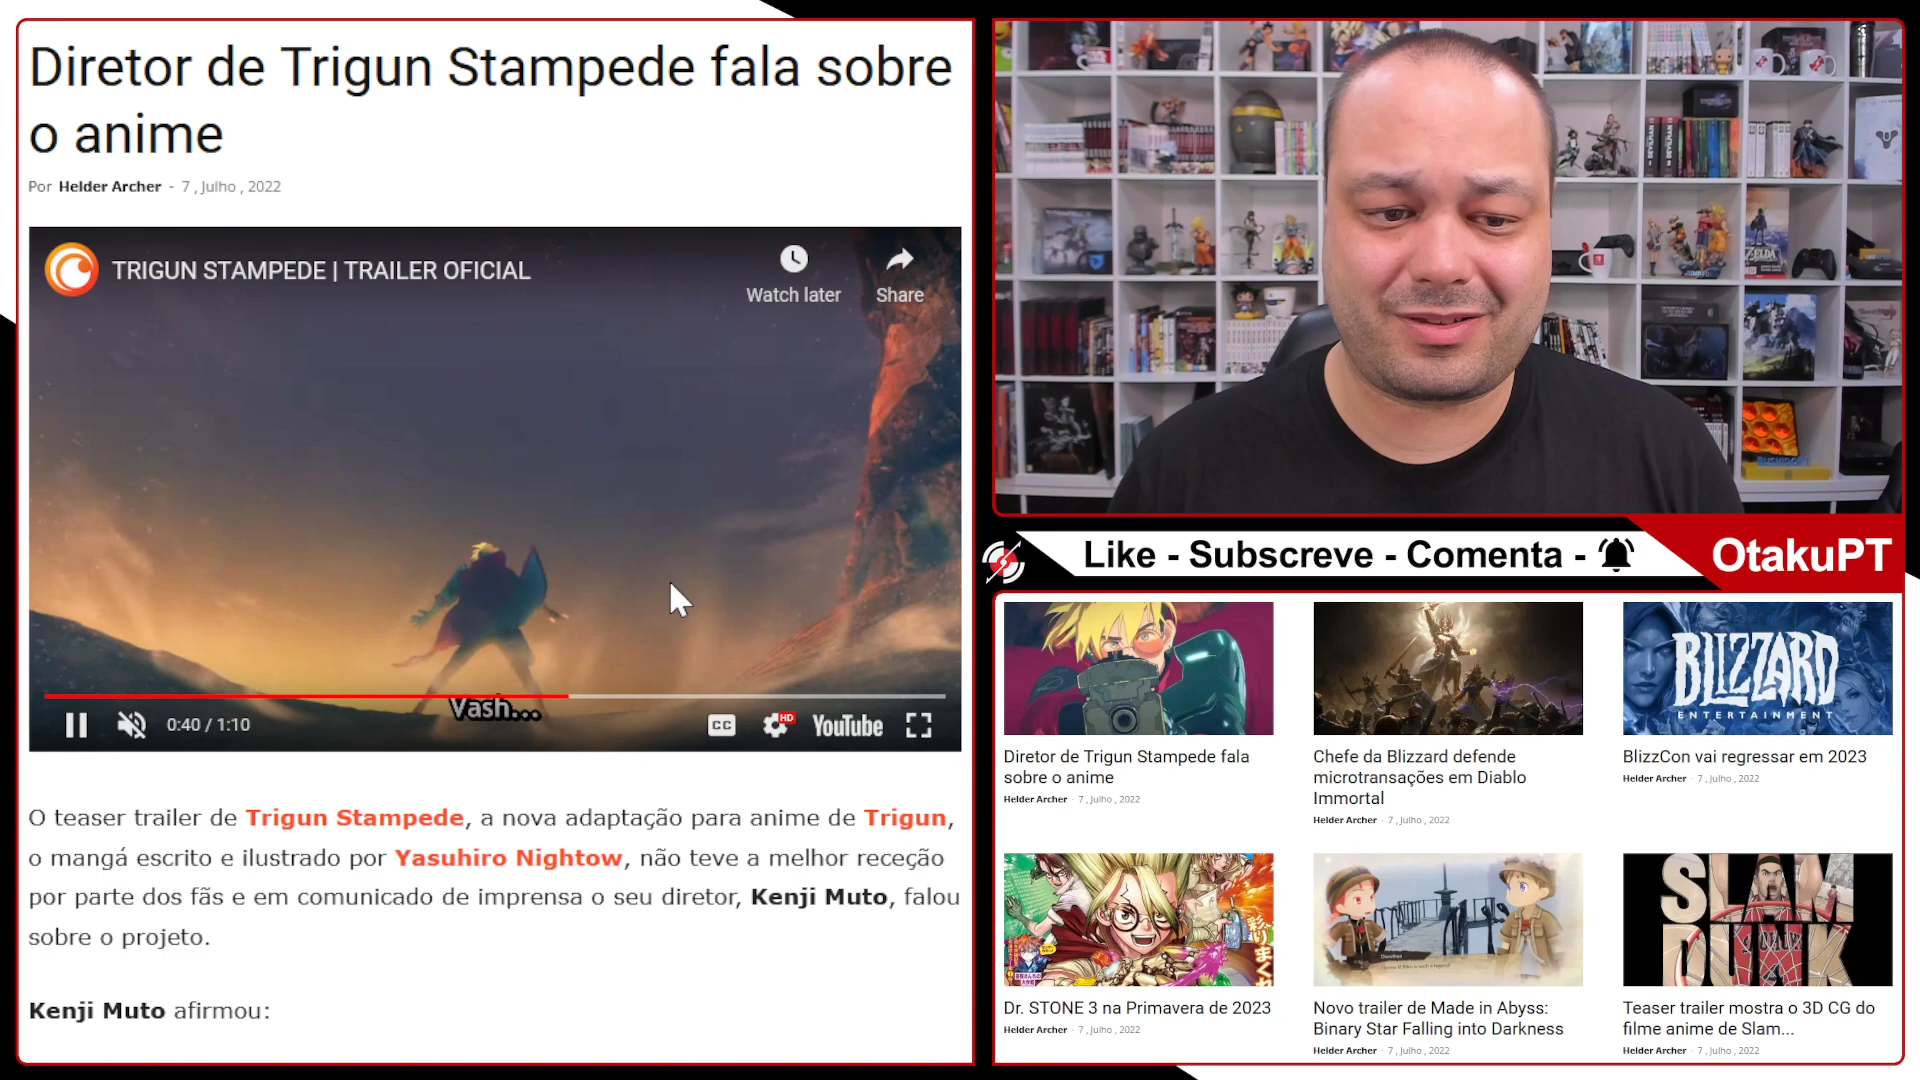 Diretor de Trigun Stampede fala sobre
o anime
Por Helder Archer - 7 , Julho , 2022
TRIGUN STAMPEDE | TRAILER OFICIAL
Watch later
Share
Vash...
0:40 / 1:10
CC
HD
YouTube
O teaser trailer de Trigun Stampede, a nova adaptação para anime de Trigun,
o mangá escrito e ilustrado por Yasuhiro Nightow, não teve a melhor receção
por parte dos fãs e em comunicado de imprensa o seu diretor, Kenji Muto, falou
sobre o projeto.
Kenji Muto afirmou:
Like - Subscreve - Comenta -
OtakuPT
Diretor de Trigun Stampede fala
sobre o anime
Helder Archer - 7 , Julho , 2022
Chefe da Blizzard defende
microtransações em Diablo
Immortal
Helder Archer - 7 , Julho , 2022
BLIZZARD
ENTERTAINMENT
BlizzCon vai regressar em 2023
Helder Archer - 7 , Julho , 2022
Dr. STONE 3 na Primavera de 2023
Helder Archer - 7 , Julho , 2022
Novo trailer de Made in Abyss:
Binary Star Falling into Darkness
Helder Archer - 7 , Julho , 2022
SLAM
DUNK
Teaser trailer mostra o 3D CG do
filme anime de Slam...
Helder Archer - 7 , Julho , 2022